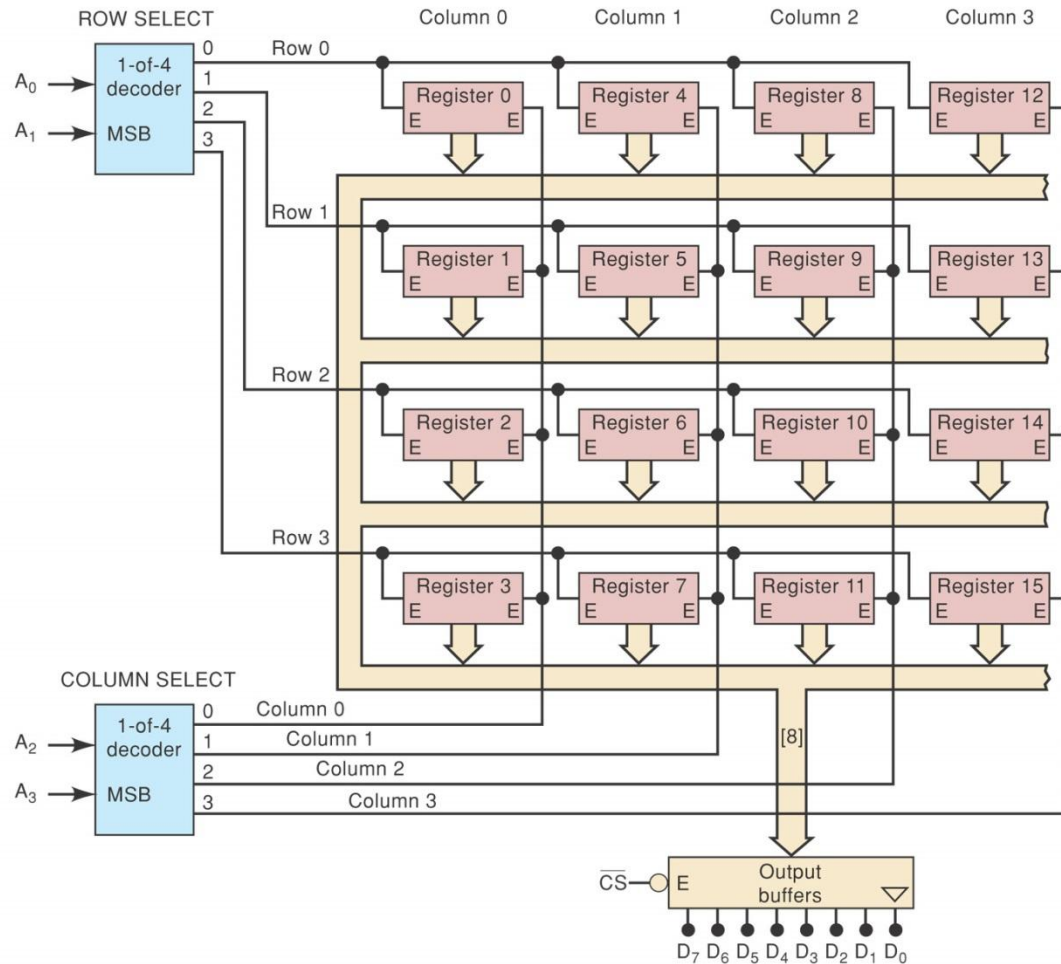 ROW SELECT
Column 0 Column 1 Column 2 Column 3
A0
A1
1-of-4
decoder
MSB
0
1
2
3
Row 0
Register 0 Register 4 Register 8 Register 12
E E E E E E E E
Row 1
Register 1 Register 5 Register 9 Register 13
E E E E E E E E
Row 2
Register 2 Register 6 Register 10 Register 14
E E E E E E E E
Row 3
Register 3 Register 7 Register 11 Register 15
E E E E E E E E
COLUMN SELECT
A2
A3
1-of-4
decoder
MSB
0
1
2
3
Column 0
Column 1
Column 2
Column 3
[8]
CS
E
Output
buffers
D7 D6 D5 D4 D3 D2 D1 D0